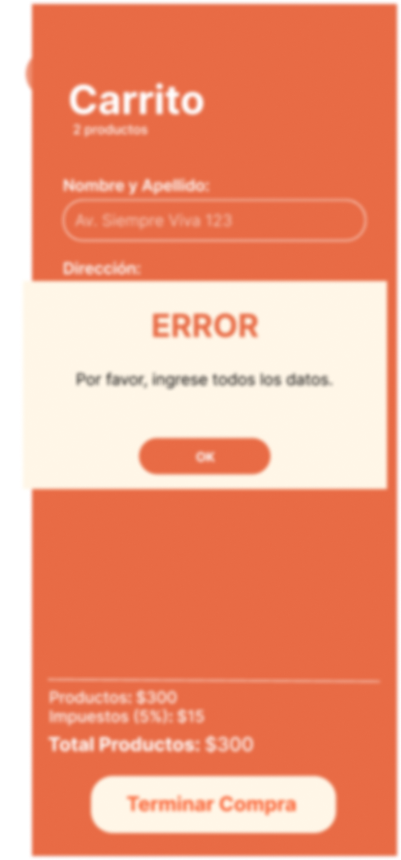 Carrito
2 productos
Nombre y Apellido:
Av. Siempre Viva 123
Dirección:
ERROR
Por favor, ingrese todos los datos.
OK
Productos: $300
Impuestos (5%): $15
Total Productos: $300
Terminar Compra